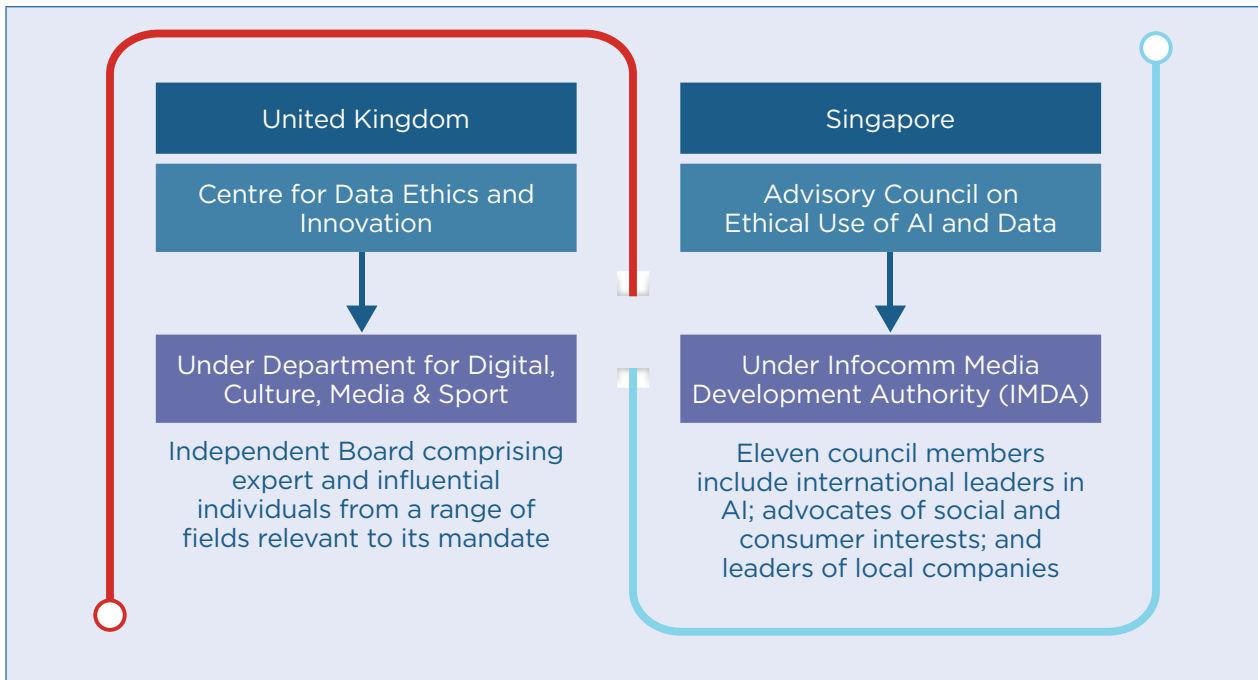 United Kingdom
Centre for Data Ethics and
Innovation
Under Department for Digital,
Culture, Media & Sport
Independent Board comprising
expert and influential
individuals from a range of
fields relevant to its mandate
Singapore
Advisory Council on
Ethical Use of AI and Data
Under Infocomm Media
Development Authority (IMDA)
Eleven council members
include international leaders in
AI; advocates of social and
consumer interests; and
leaders of local companies